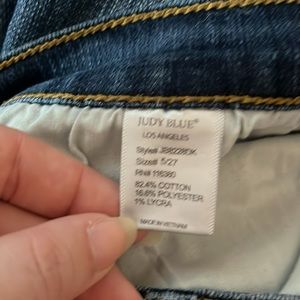 JUDY BLUE®
LOS ANGELES
Style# JB8228DK
Size# 5/27
RN# 116380
82.4% COTTON
16.6% POLYESTER
1% LYCRA
MADE IN VIETNAM